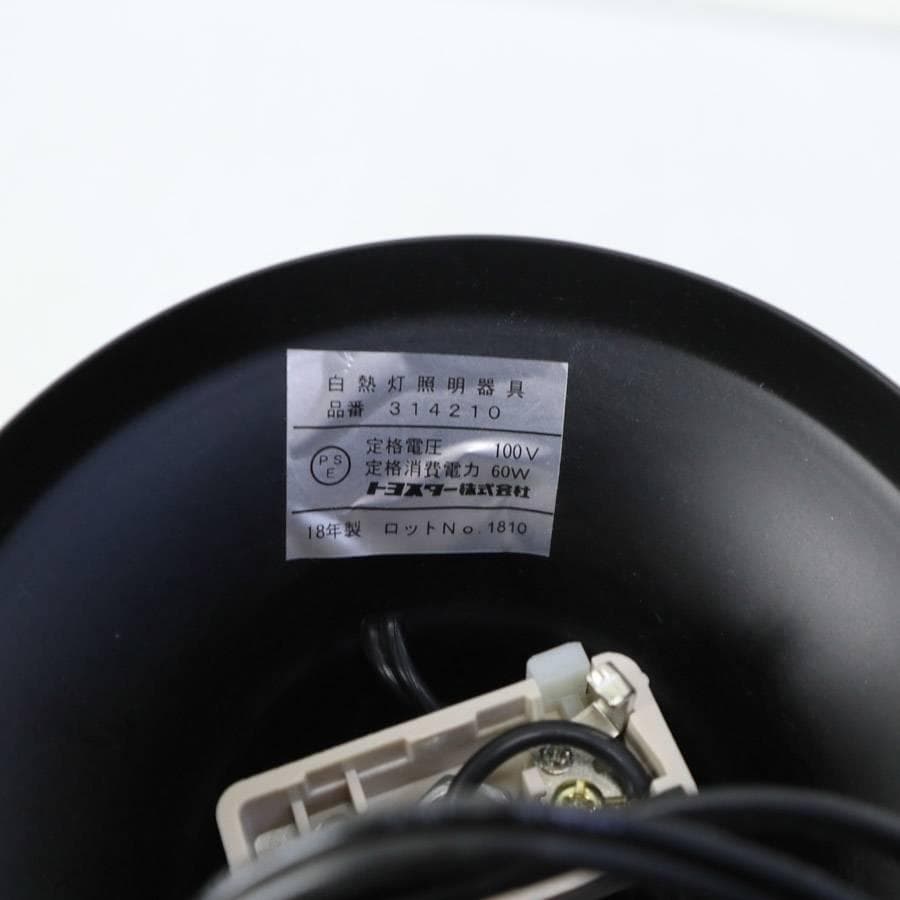 白熱灯照明器具
品番 314210
PSE
定格電圧 100V
定格消費電力 60W
トヨスター株式会社
18年製 ロットNo.1810